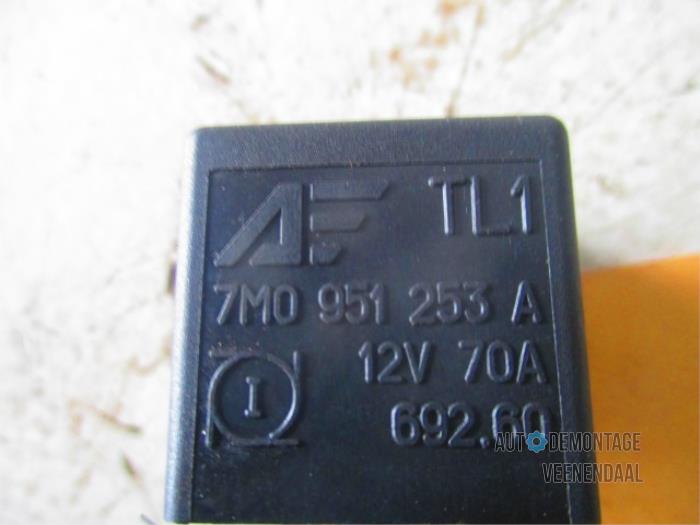 AF TL1
7M0 951 253 A
12V 70A
I 692.60
AUTODEMONTAGE
VEENENDAAL